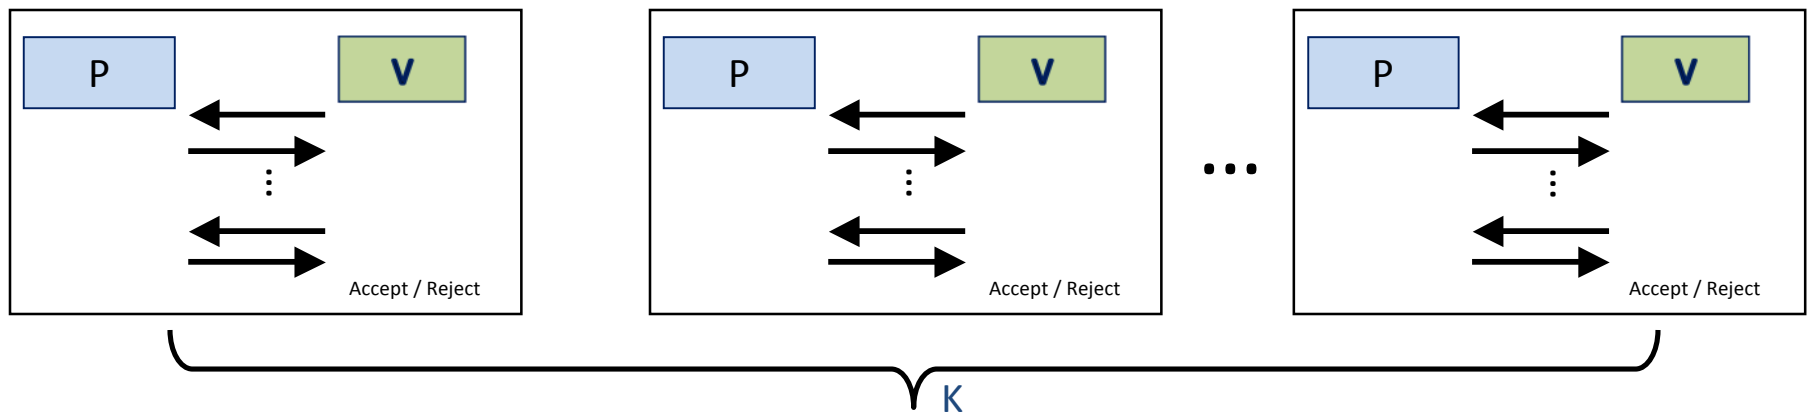 P V P V ... P V
⋮ ⋮ ⋮
Accept / Reject Accept / Reject Accept / Reject
K